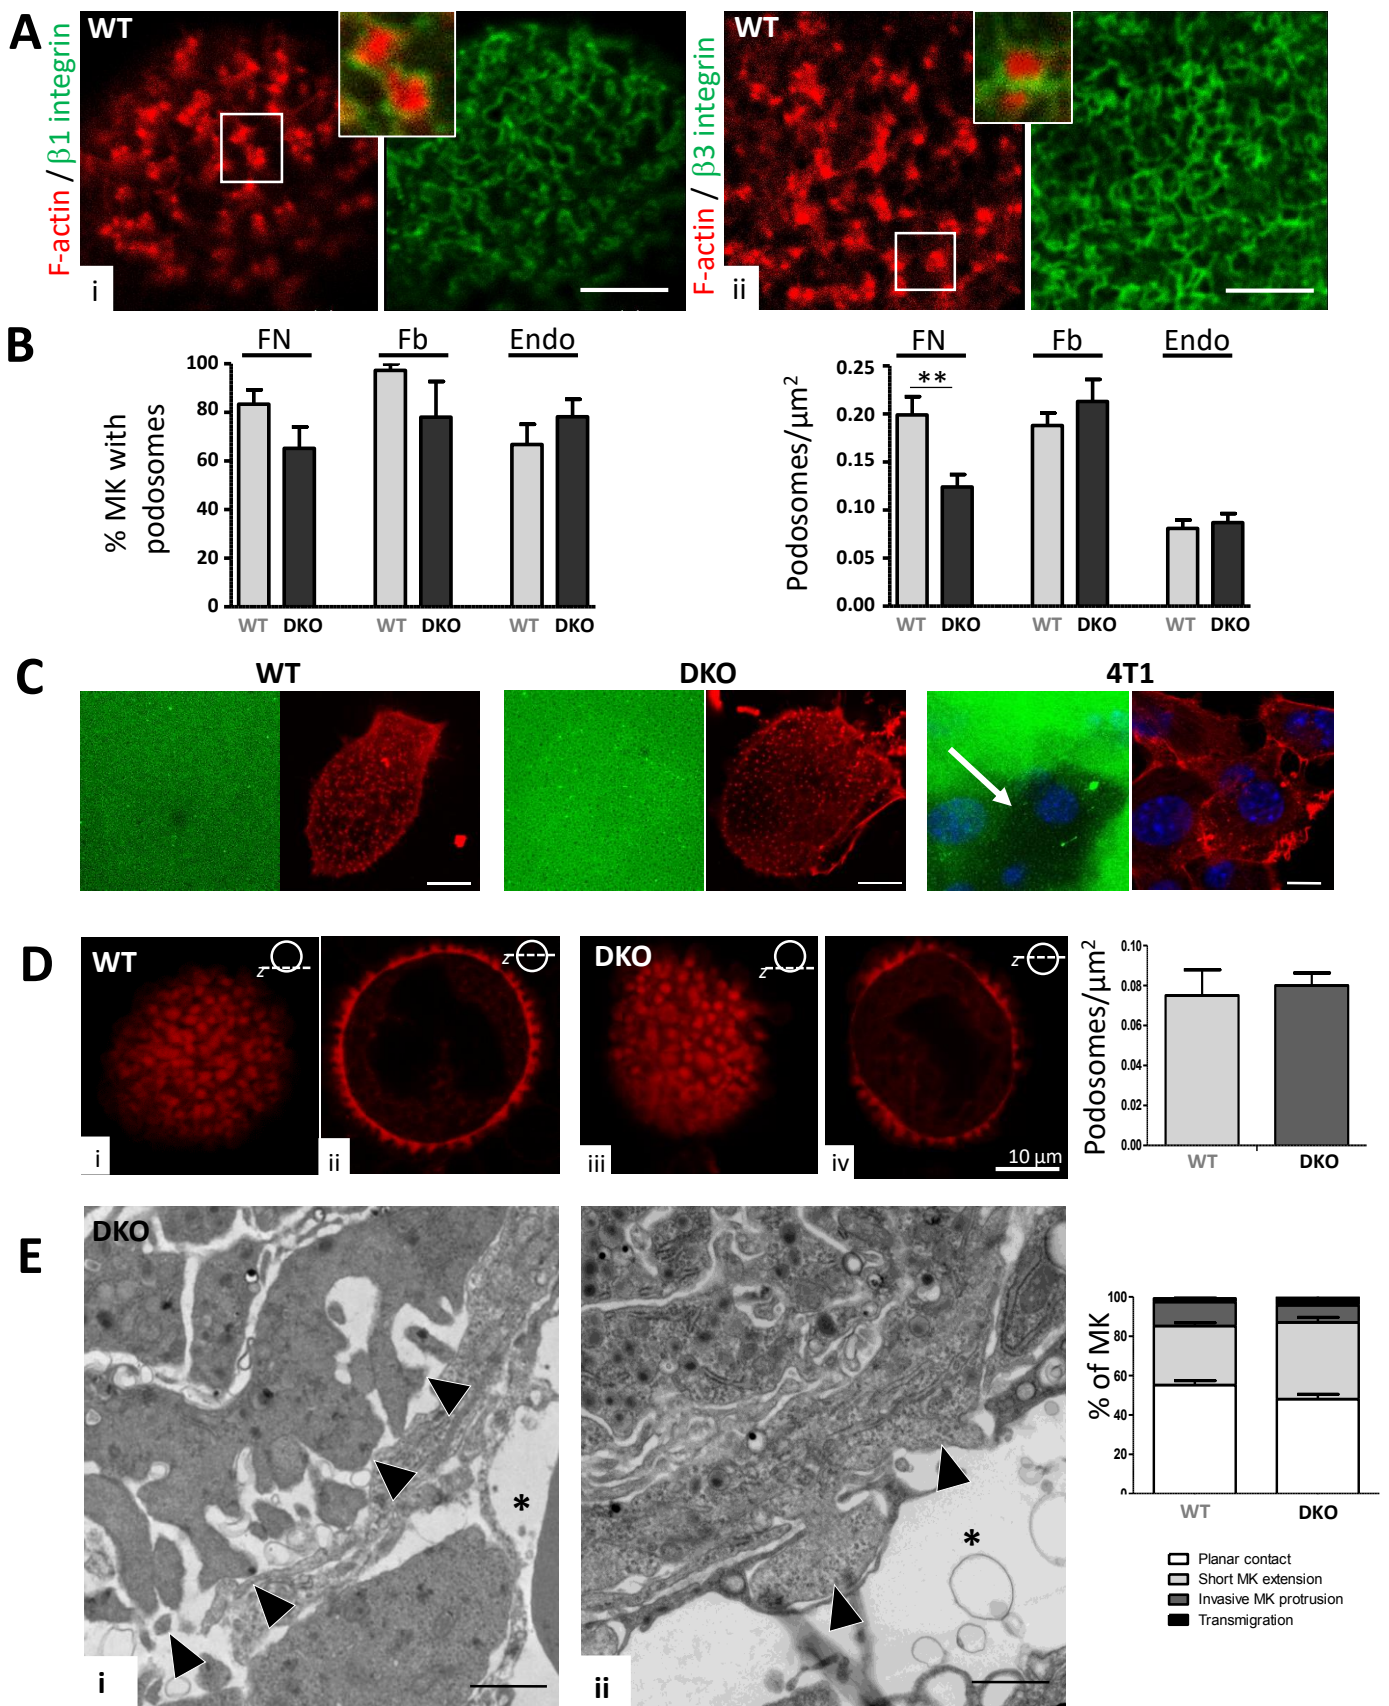 A
F-actin / β1 integrin
WT
i
F-actin / β3 integrin
WT
ii
B
% MK with
podosomes
FN Fb Endo
100
80
60
40
20
0
WT DKO WT DKO WT DKO
Podosomes/µm²
FN Fb Endo
**
0.25
0.20
0.15
0.10
0.05
0.00
WT DKO WT DKO WT DKO
C
WT DKO 4T1
D
WT
z
i
z
ii
DKO
z
iii
z
iv
10 µm
Podosomes/µm²
0.10
0.08
0.06
0.04
0.02
0.00
WT DKO
E
DKO
*
i
*
ii
% of MK
100
80
60
40
20
0
WT DKO
Planar contact
Short MK extension
Invasive MK protrusion
Transmigration